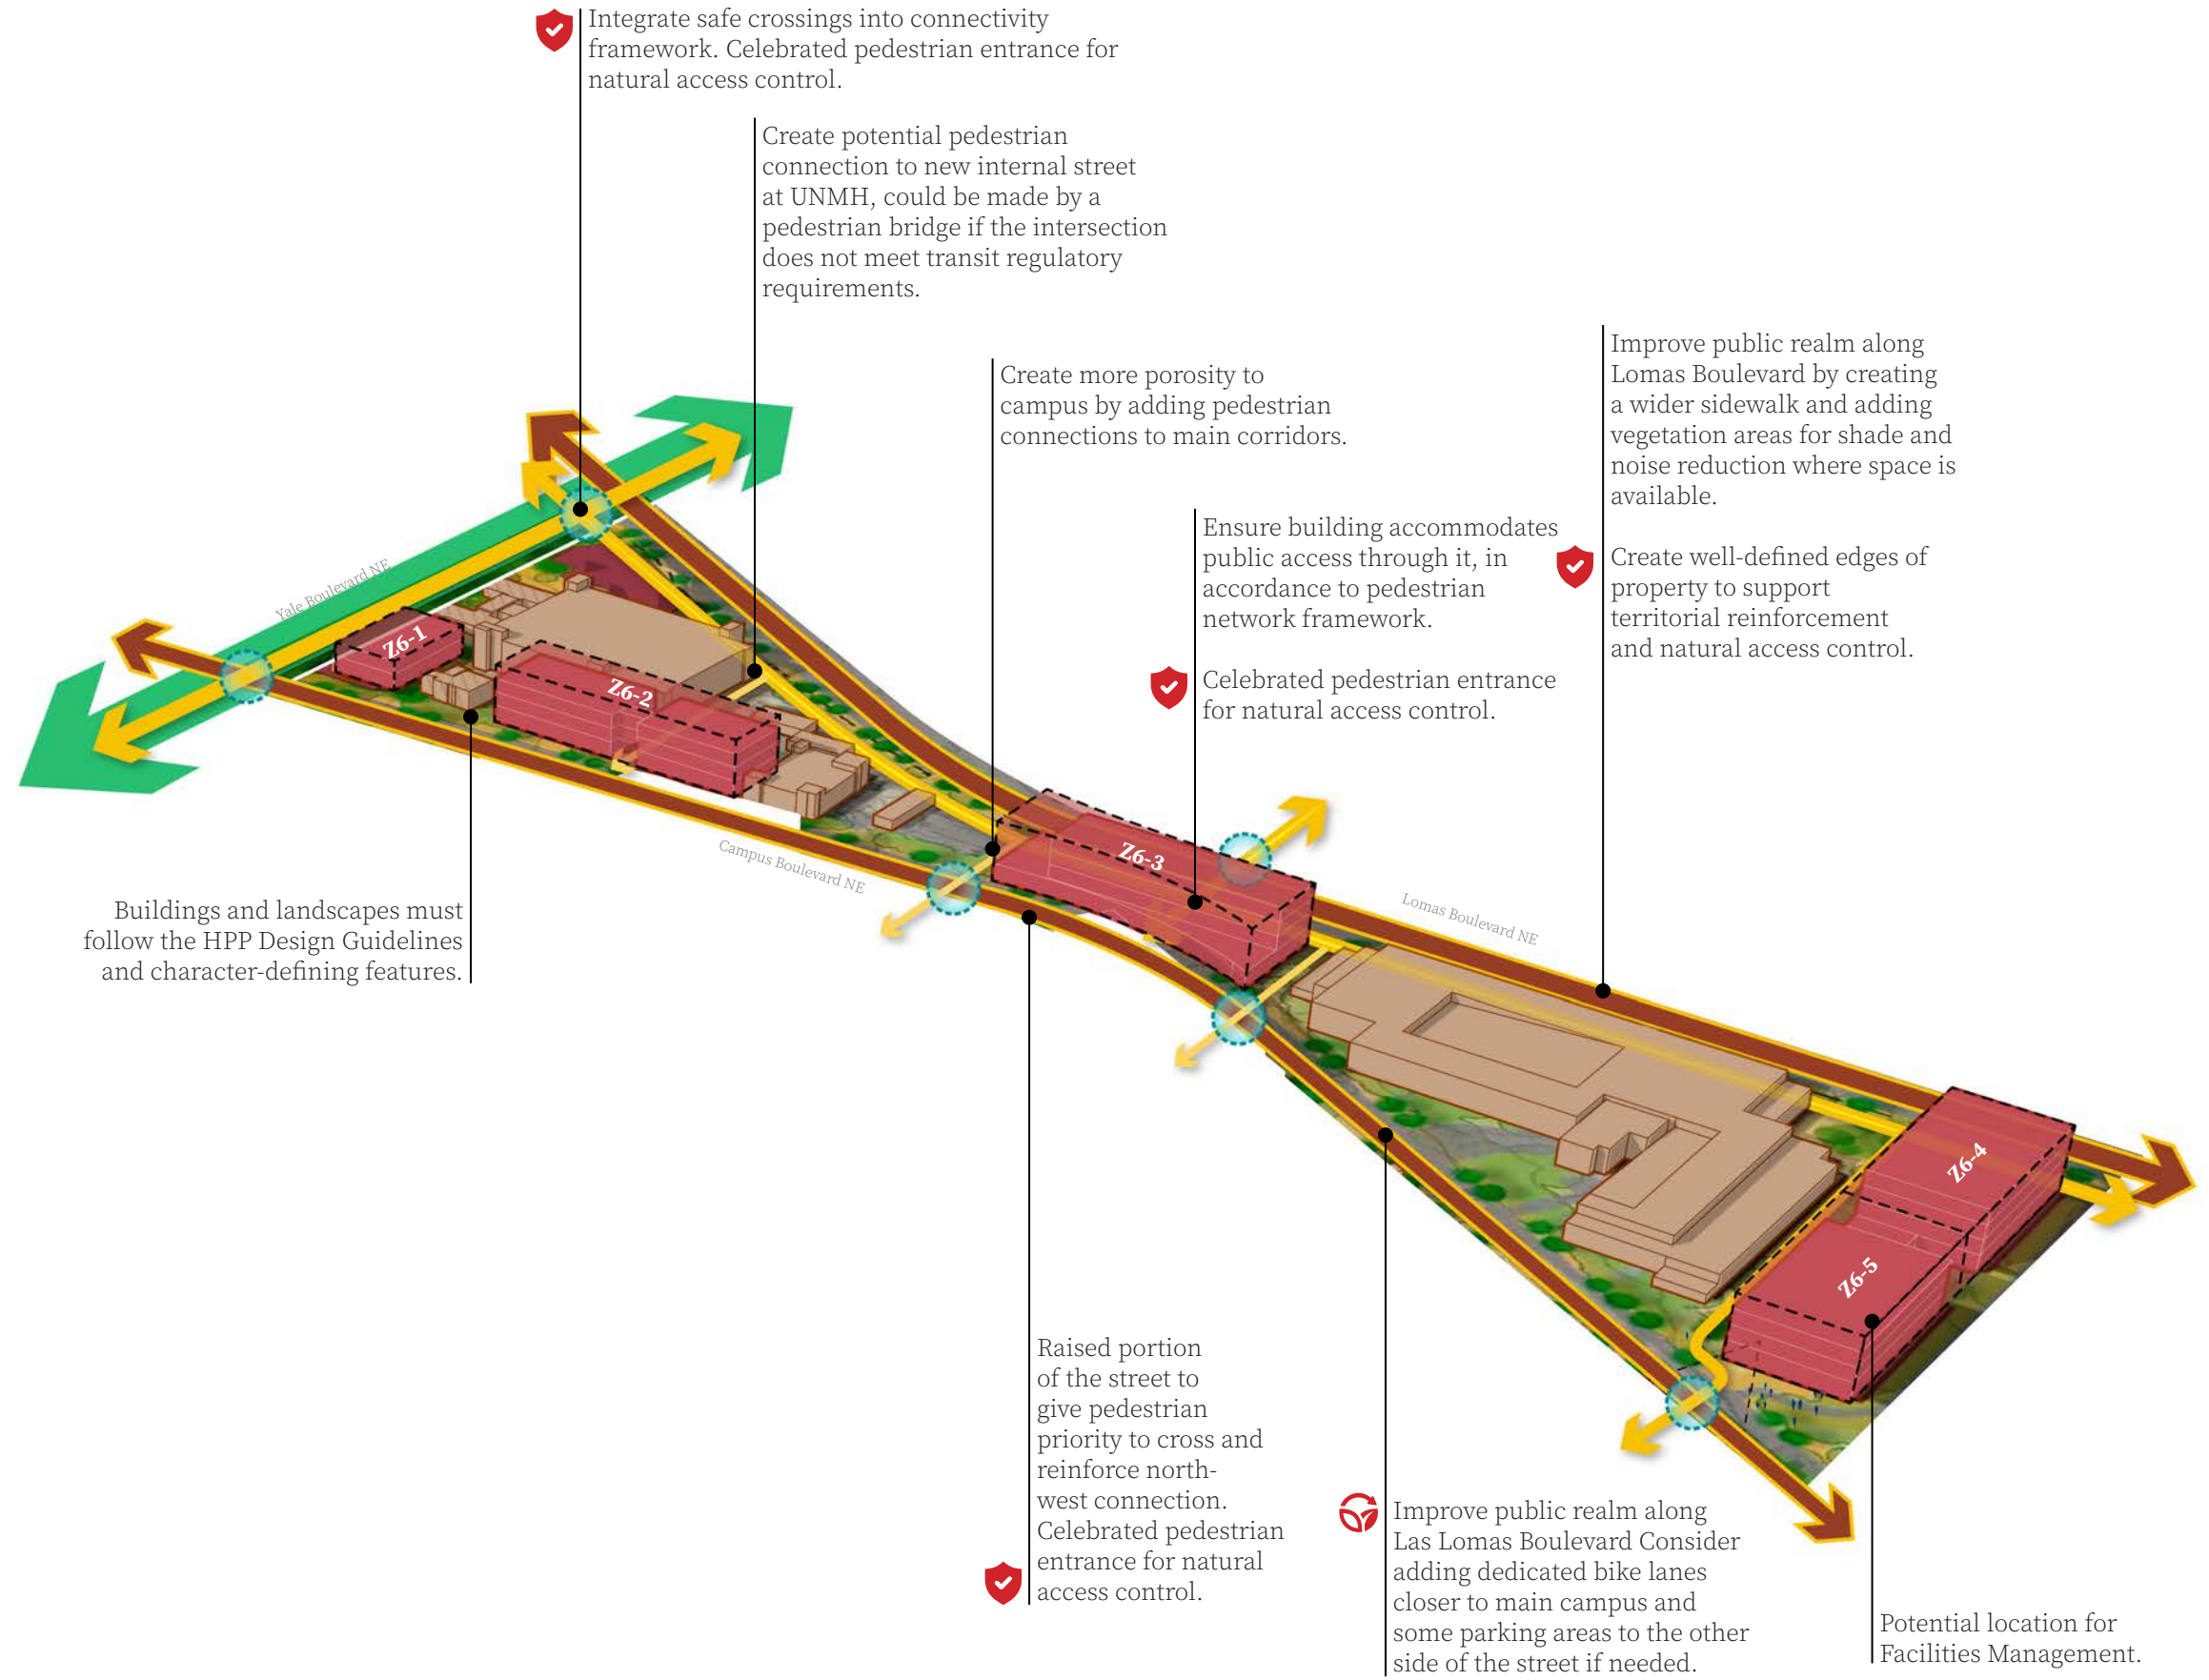 Integrate safe crossings into connectivity
framework. Celebrated pedestrian entrance for
natural access control.
Create potential pedestrian
connection to new internal street
at UNMH, could be made by a
pedestrian bridge if the intersection
does not meet transit regulatory
requirements.
Improve public realm along
Lomas Boulevard by creating
a wider sidewalk and adding
vegetation areas for shade and
noise reduction where space is
available.
Create more porosity to
campus by adding pedestrian
connections to main corridors.
Ensure building accommodates
public access through it, in
accordance to pedestrian
network framework.
Create well-defined edges of
property to support
territorial reinforcement
and natural access control.
Celebrated pedestrian entrance
for natural access control.
Yale Boulevard NE
Z6-1
Z6-2
Z6-3
Campus Boulevard NE
Lomas Boulevard NE
Buildings and landscapes must
follow the HPP Design Guidelines
and character-defining features.
Z6-4
Z6-5
Raised portion
of the street to
give pedestrian
priority to cross and
reinforce north-
west connection.
Celebrated pedestrian
entrance for natural
access control.
Improve public realm along
Las Lomas Boulevard Consider
adding dedicated bike lanes
closer to main campus and
some parking areas to the other
side of the street if needed.
Potential location for
Facilities Management.